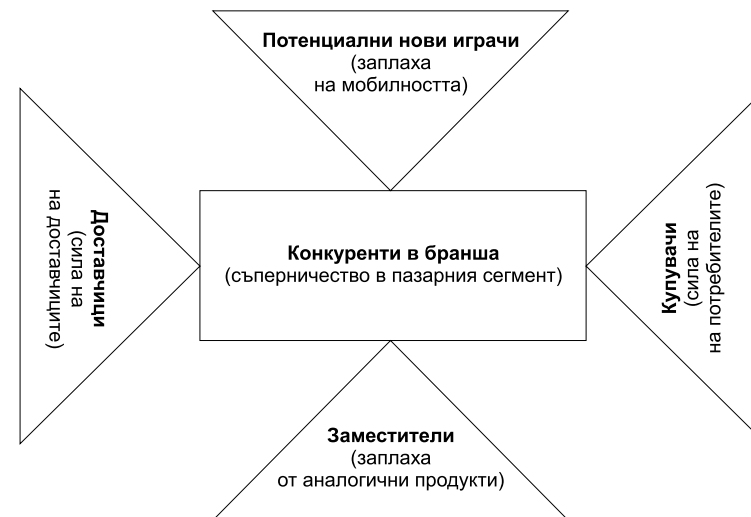 Потенциални нови играчи
(заплаха
на мобилността)
Доставчици
(сила на
на доставчиците)
Конкуренти в бранша
(съперничество в пазарния сегмент)
Купувачи
(сила на
на потребителите)
Заместители
(заплаха
от аналогични продукти)